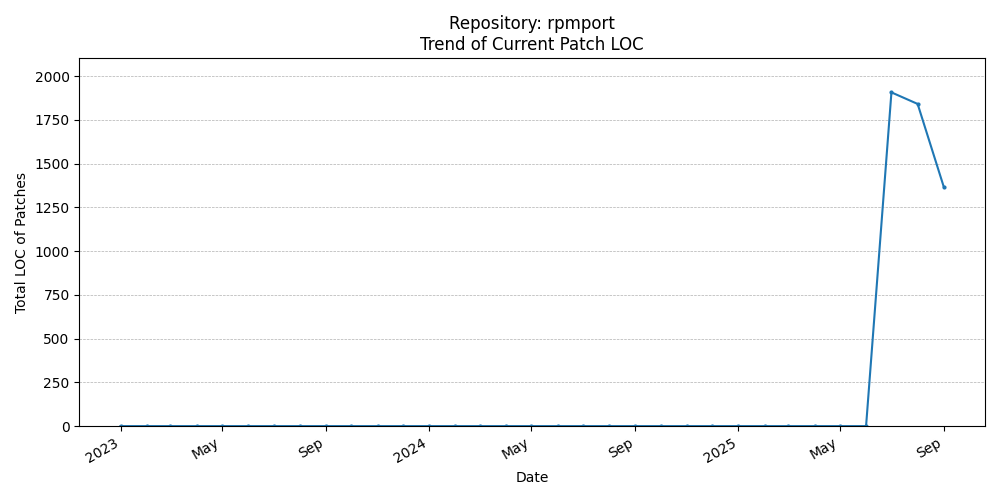 Repository: rpmport
Trend of Current Patch LOC
Total LOC of Patches
2000
1750
1500
1250
1000
750
500
250
0
2023
May
Sep
2024
May
Sep
2025
May
Sep
Date